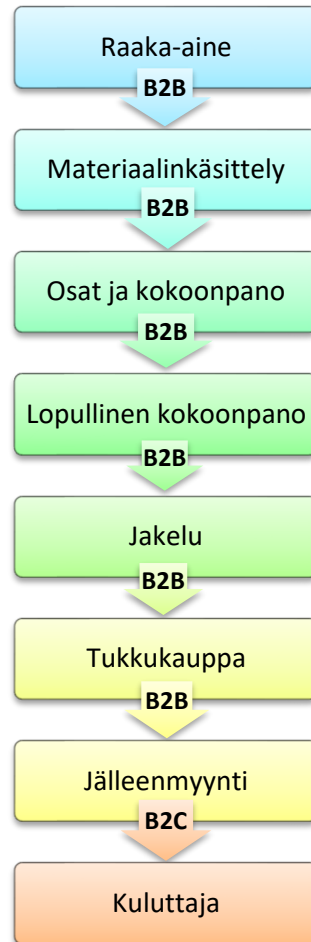 Raaka-aine
B2B
Materiaalinkäsittely
B2B
Osat ja kokoonpano
B2B
Lopullinen kokoonpano
B2B
Jakelu
B2B
Tukkukauppa
B2B
Jälleenmyynti
B2C
Kuluttaja